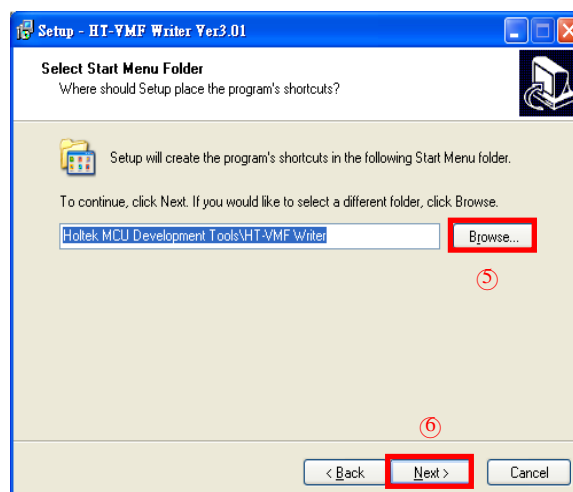 Setup - HT-VMF Writer Ver3.01
Select Start Menu Folder
Where should Setup place the program's shortcuts?
Setup will create the program's shortcuts in the following Start Menu folder.
To continue, click Next. If you would like to select a different folder, click Browse.
Holtek MCU Development Tools\HT-VMF Writer
Browse...
⑤
⑥
< Back
Next >
Cancel